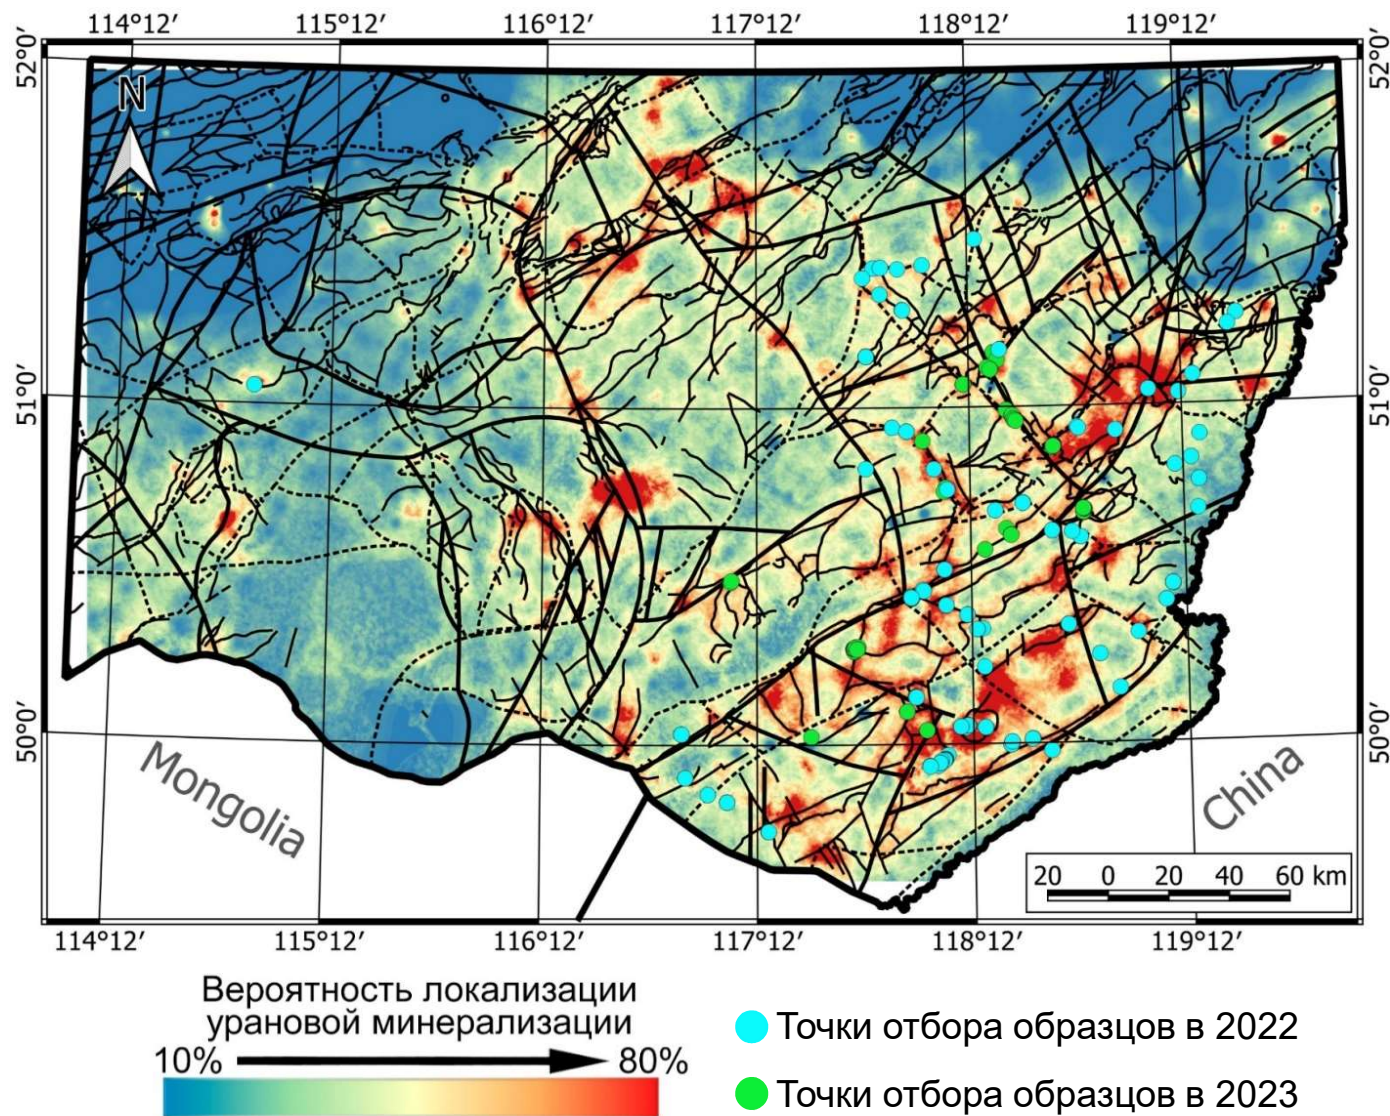 114°12′ 115°12′ 116°12′ 117°12′ 118°12′ 119°12′
52°0′ 52°0′
N
51°0′ 51°0′
50°0′ 50°0′
Mongolia
China
20 0 20 40 60 km
114°12′ 115°12′ 116°12′ 117°12′ 118°12′ 119°12′
Вероятность локализации
урановой минерализации
10% 80%
Точки отбора образцов в 2022
Точки отбора образцов в 2023